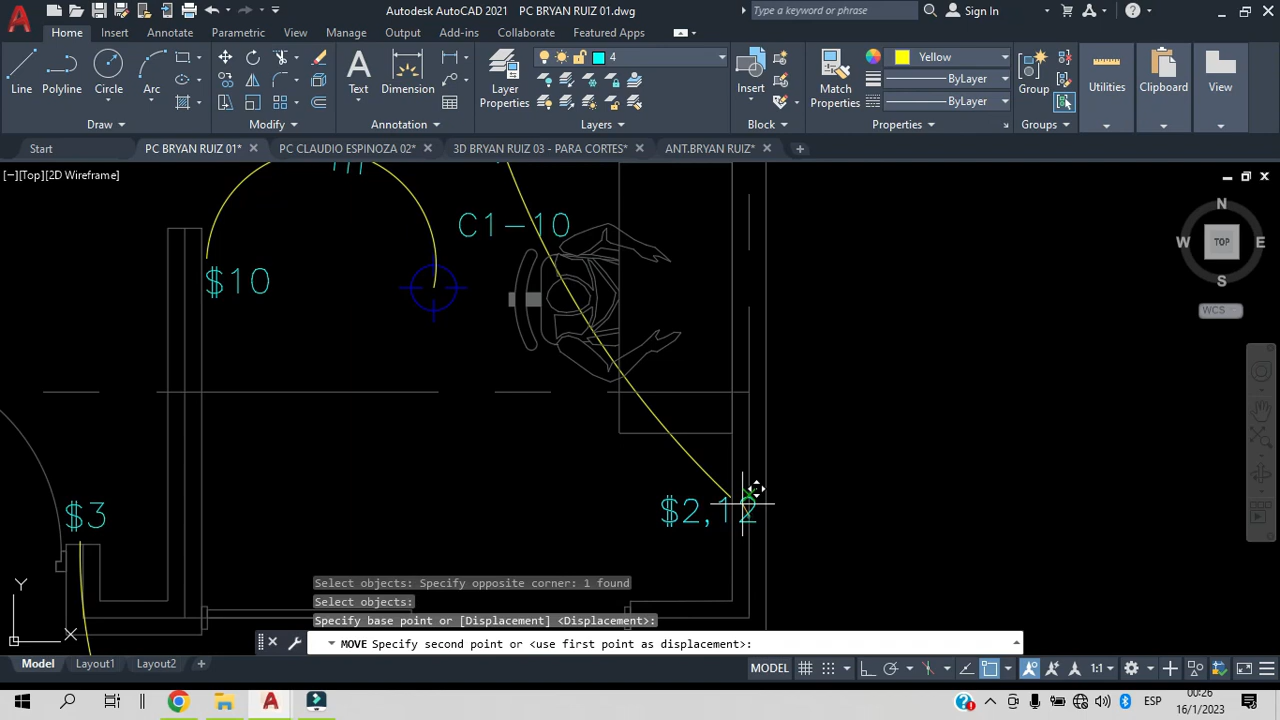 Autodesk AutoCAD 2021 PC BRYAN RUIZ 01.dwg
Type a keyword or phrase
Sign In
Home Insert Annotate Parametric View Manage Output Add-ins Collaborate Featured Apps
4
Yellow
ByLayer
ByLayer
Line Polyline Circle Arc
Text Dimension
Layer Properties
Insert
Match Properties
Group
Utilities Clipboard View
Draw Modify Annotation Layers Block Properties Groups
Start PC BRYAN RUIZ 01* PC CLAUDIO ESPINOZA 02* 3D BRYAN RUIZ 03 - PARA CORTES* ANT.BRYAN RUIZ*
[−][Top][2D Wireframe]
N
W TOP E
S
WCS
C1-10
$10
$3
$2,12
Y
X
Select objects: Specify opposite corner: 1 found
Select objects:
Specify base point or [Displacement] <Displacement>:
MOVE Specify second point or <use first point as displacement>:
Model Layout1 Layout2
MODEL 1:1
ESP
00:26
16/1/2023